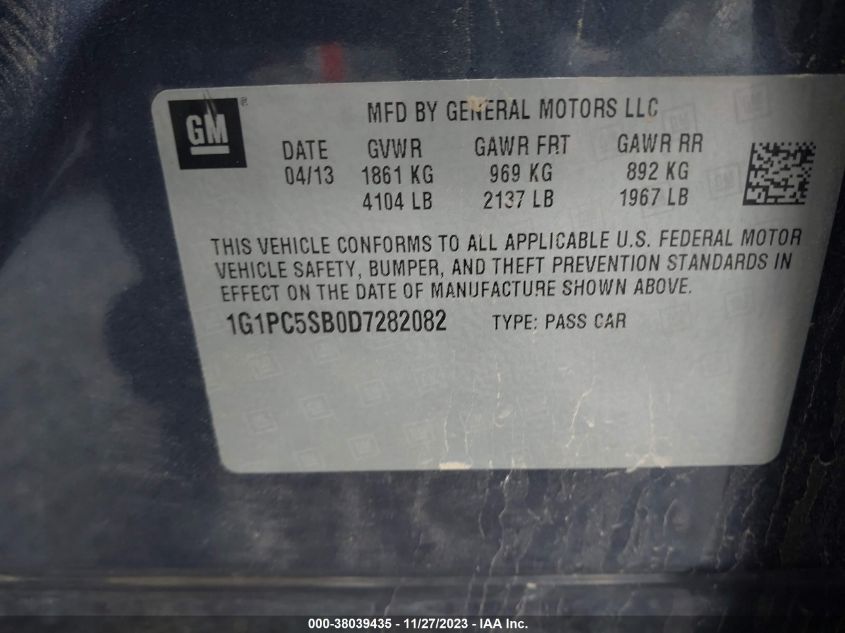 GM ® MFD BY GENERAL MOTORS LLC
DATE GVWR GAWR FRT GAWR RR
04/13 1861 KG 969 KG 892 KG
4104 LB 2137 LB 1967 LB
THIS VEHICLE CONFORMS TO ALL APPLICABLE U.S. FEDERAL MOTOR
VEHICLE SAFETY, BUMPER, AND THEFT PREVENTION STANDARDS IN
EFFECT ON THE DATE OF MANUFACTURE SHOWN ABOVE.
1G1PC5SB0D7282082 TYPE: PASS CAR
000-38039435 - 11/27/2023 - IAA Inc.